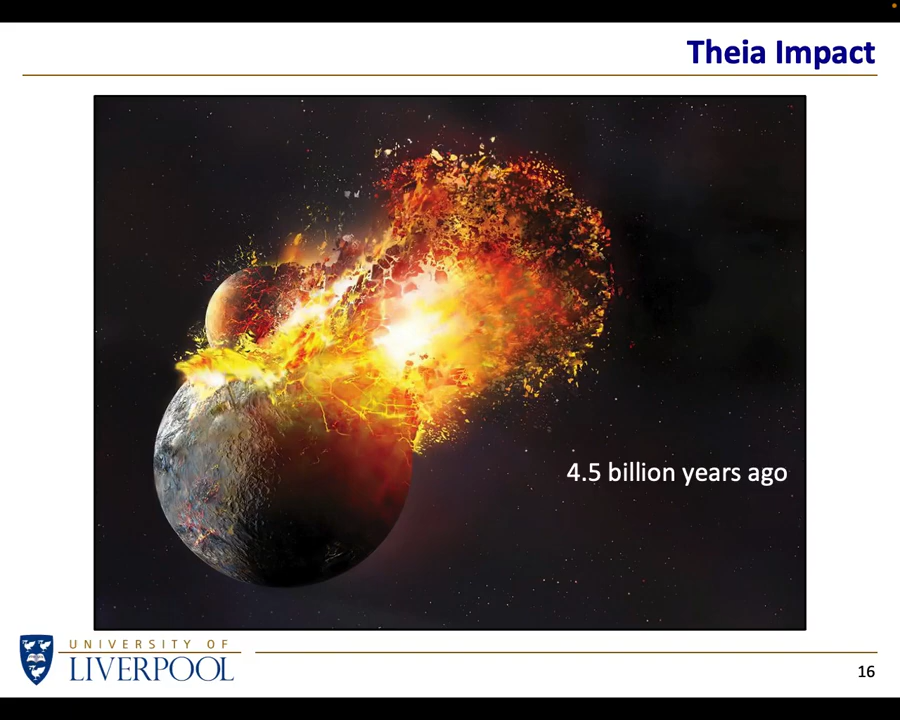 Theia Impact
4.5 billion years ago
UNIVERSITY OF
LIVERPOOL
16